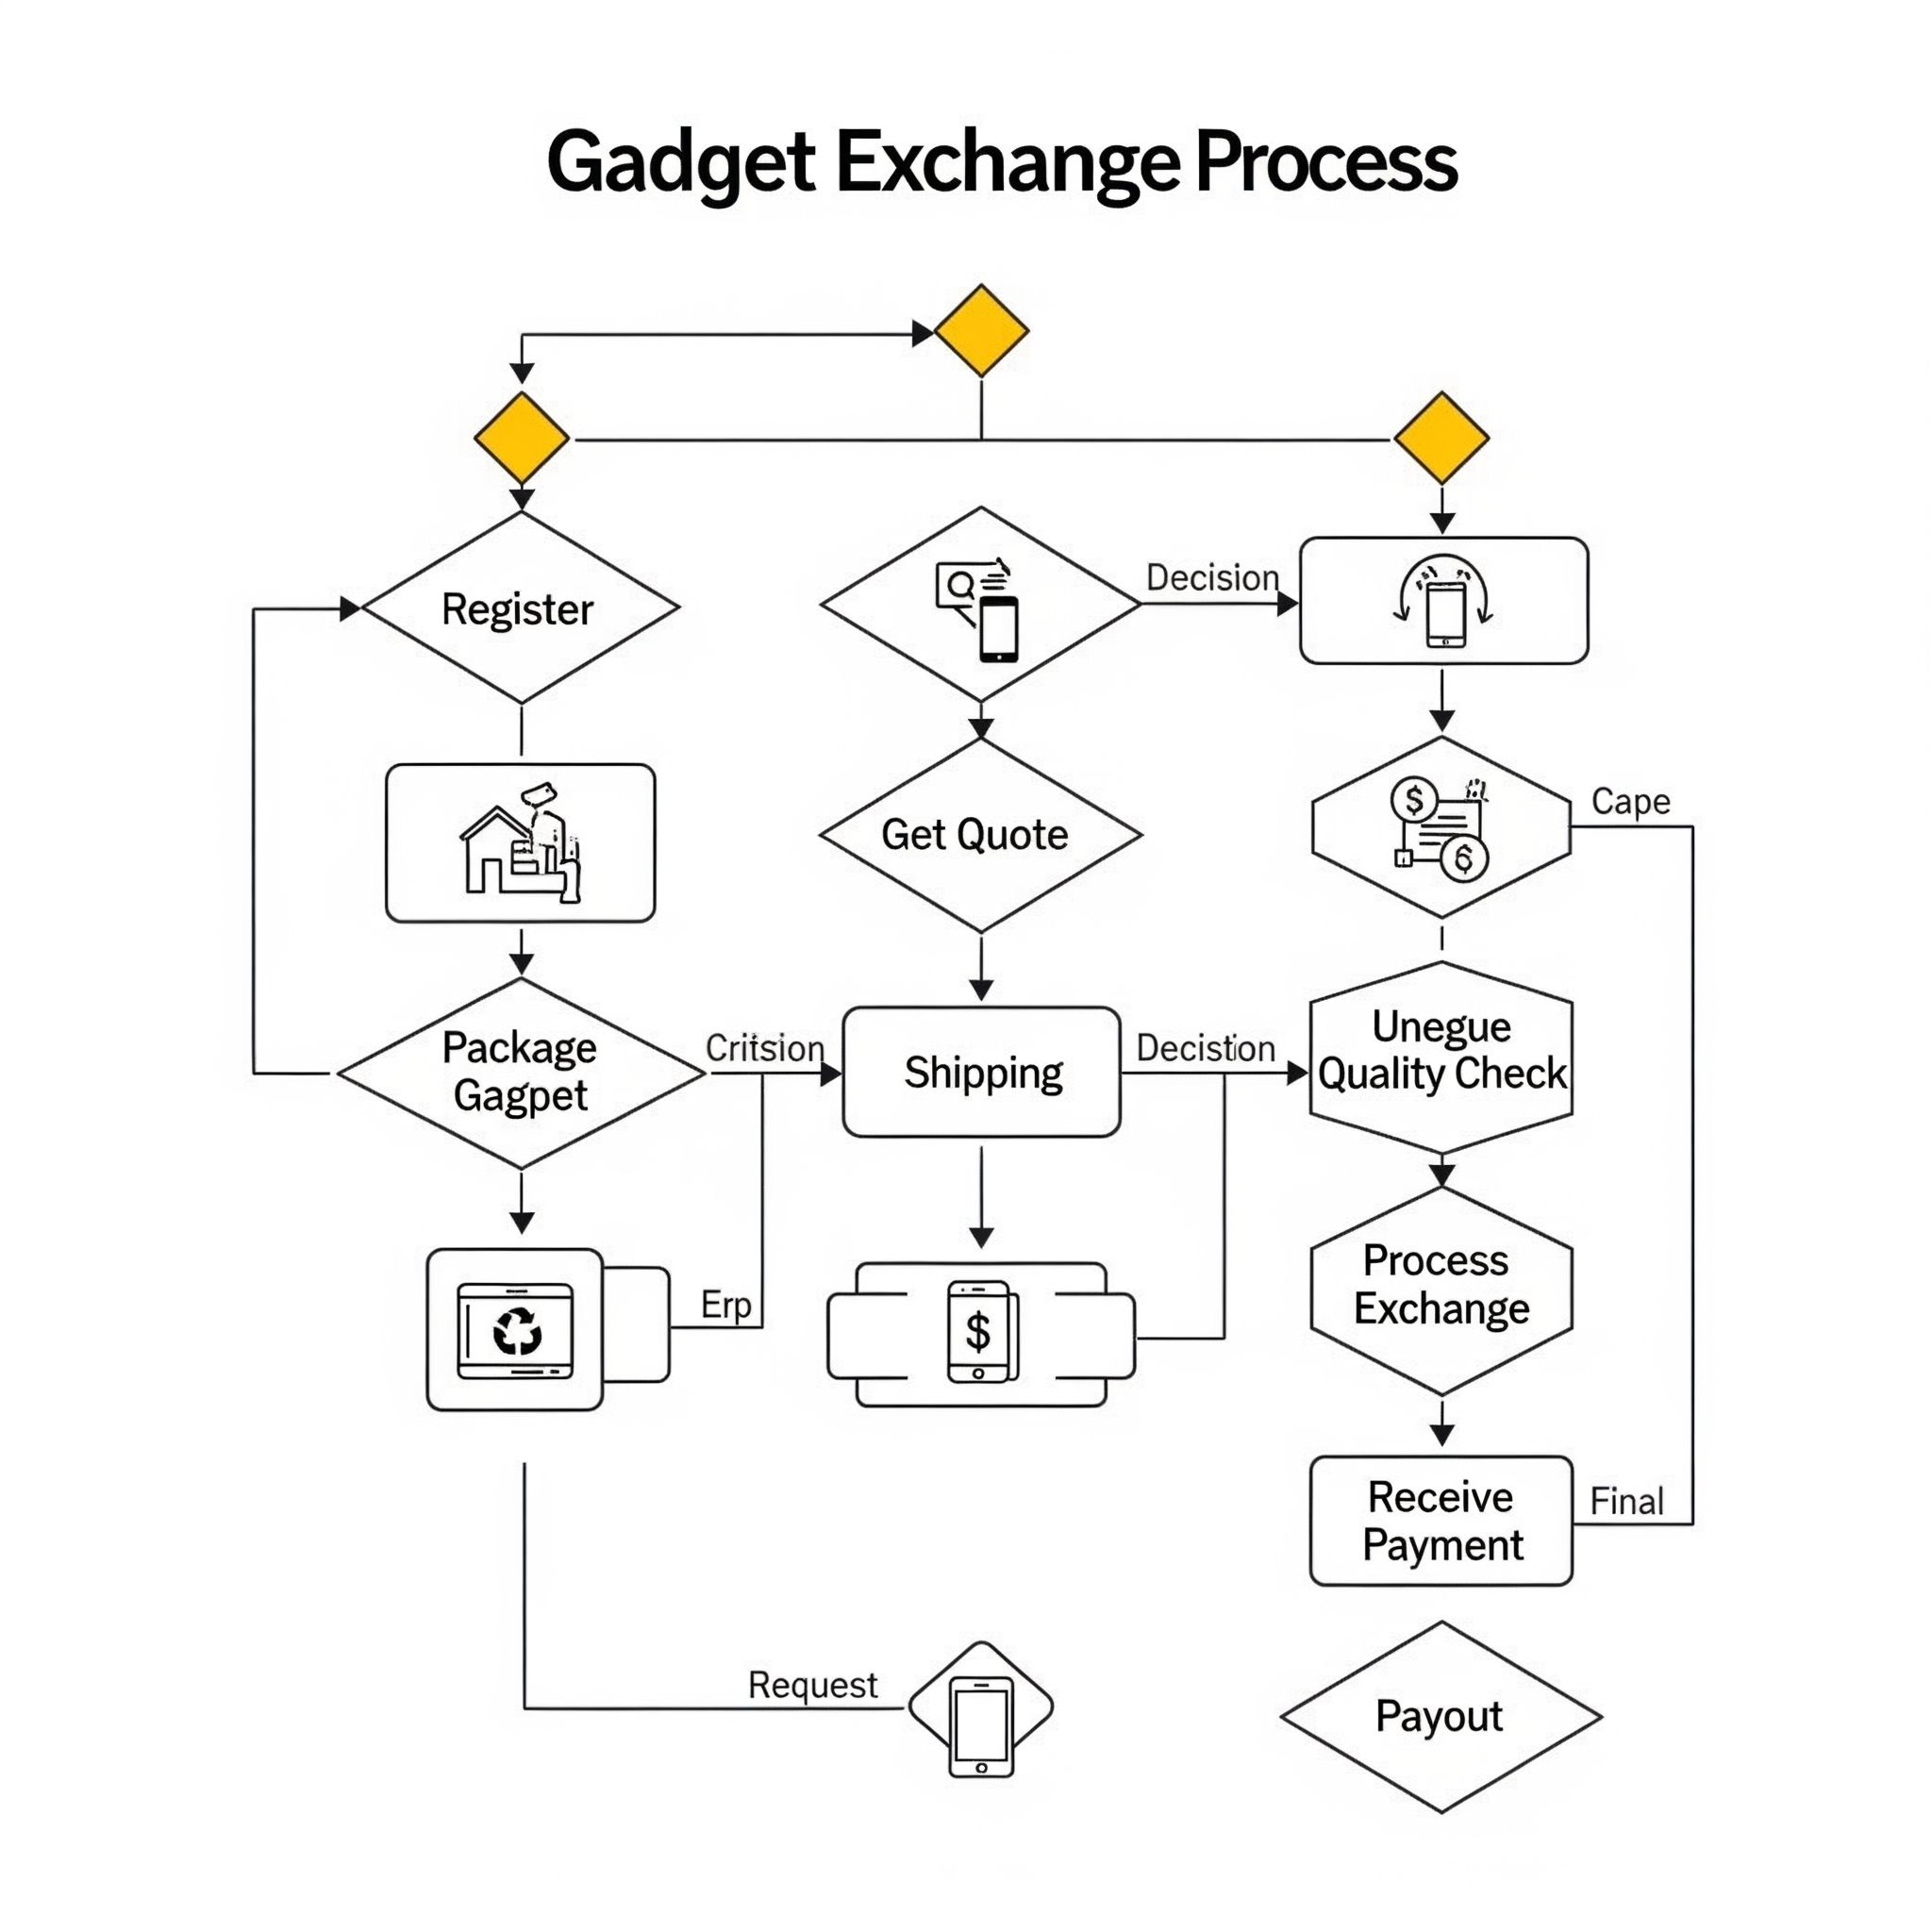 Gadget Exchange Process
Register
Decision
Get Quote
$
6
Cape
Package
Gagpet
Critsion
Shipping
Decistion
Unegue
Quality Check
Erp
$
Process
Exchange
Receive
Payment
Final
Request
Payout